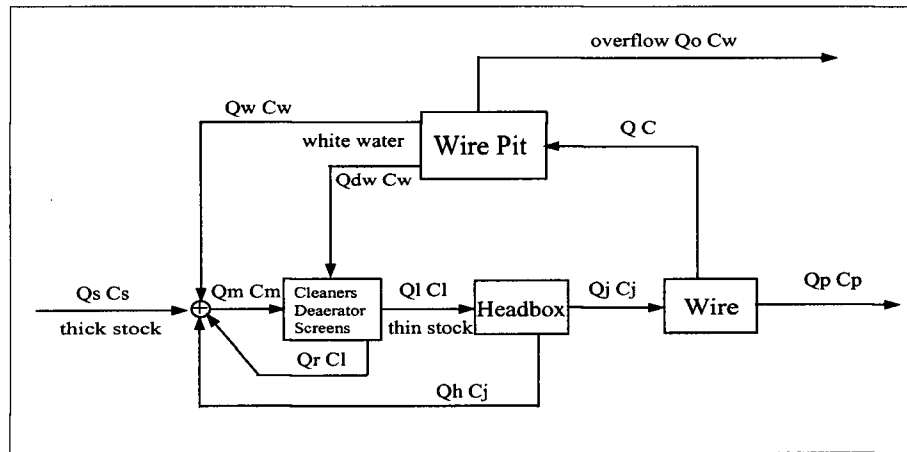 overflow Qo Cw
Qw Cw
white water
Wire Pit
Q C
Qdw Cw
Qs Cs
thick stock
Qm Cm
Cleaners
Deaerator
Screens
Ql Cl
thin stock
Headbox
Qj Cj
Wire
Qp Cp
Qr Cl
Qh Cj